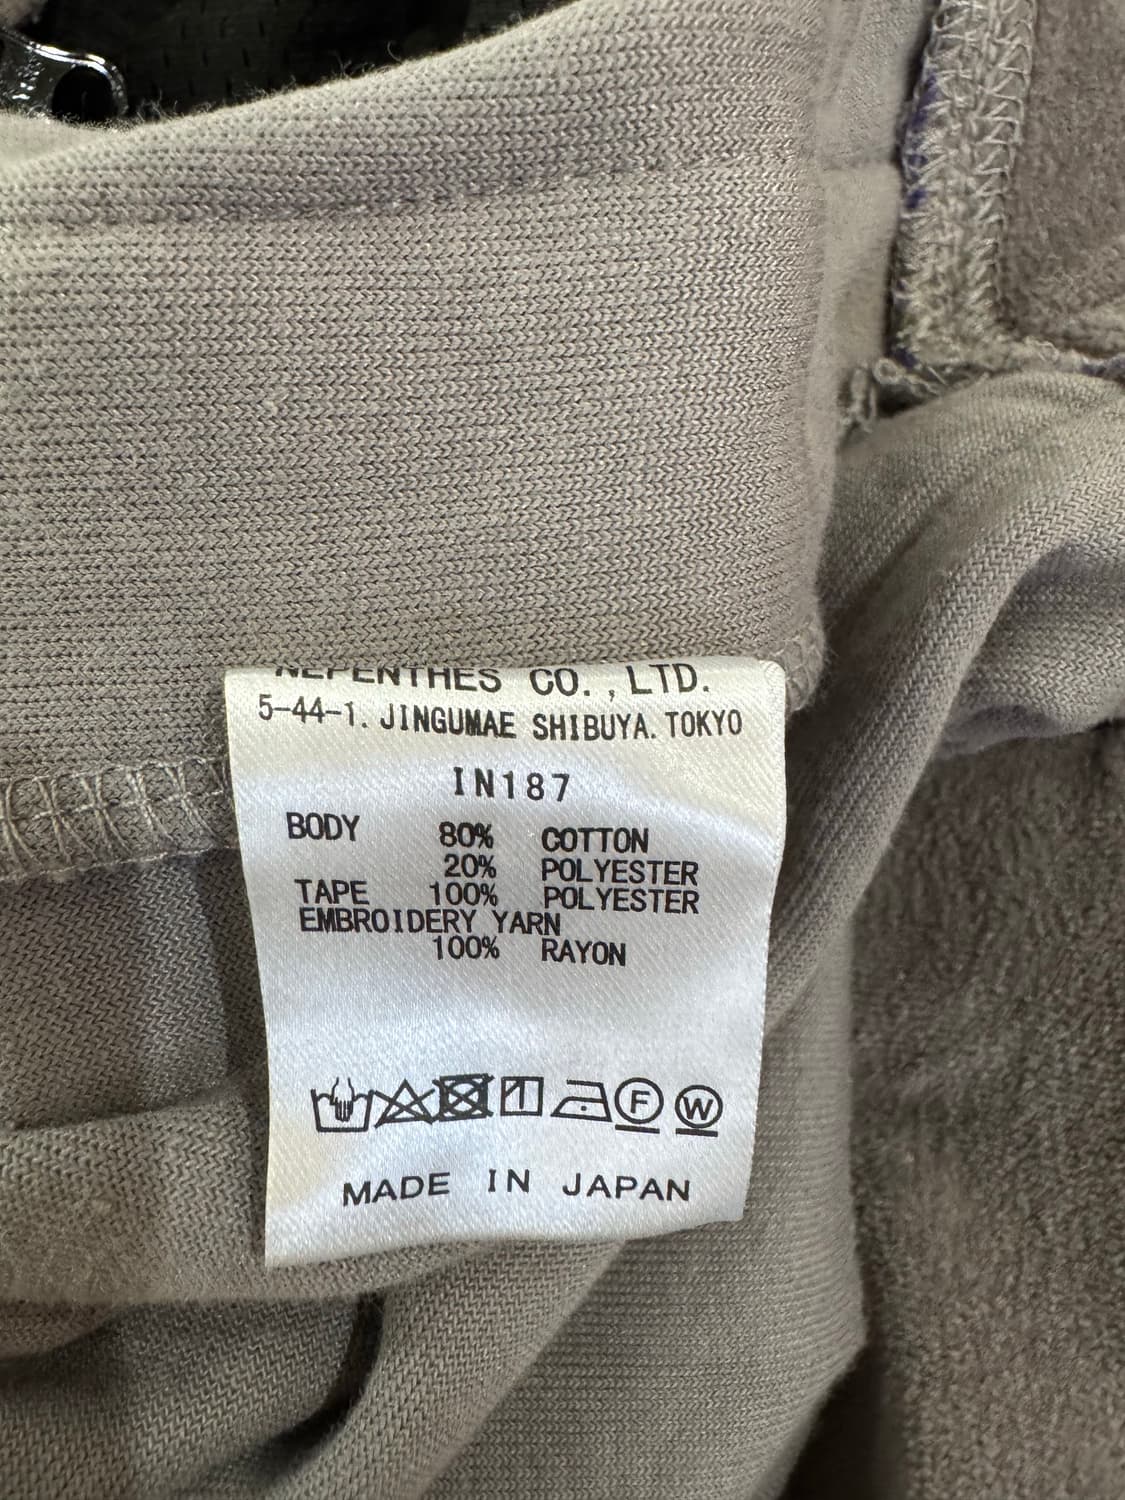 NEPENTHES CO.,LTD.
5-44-1. JINGUMAE SHIBUYA. TOKYO
IN187
BODY 80% COTTON
20% POLYESTER
TAPE 100% POLYESTER
EMBROIDERY YARN
100% RAYON
F W
MADE IN JAPAN